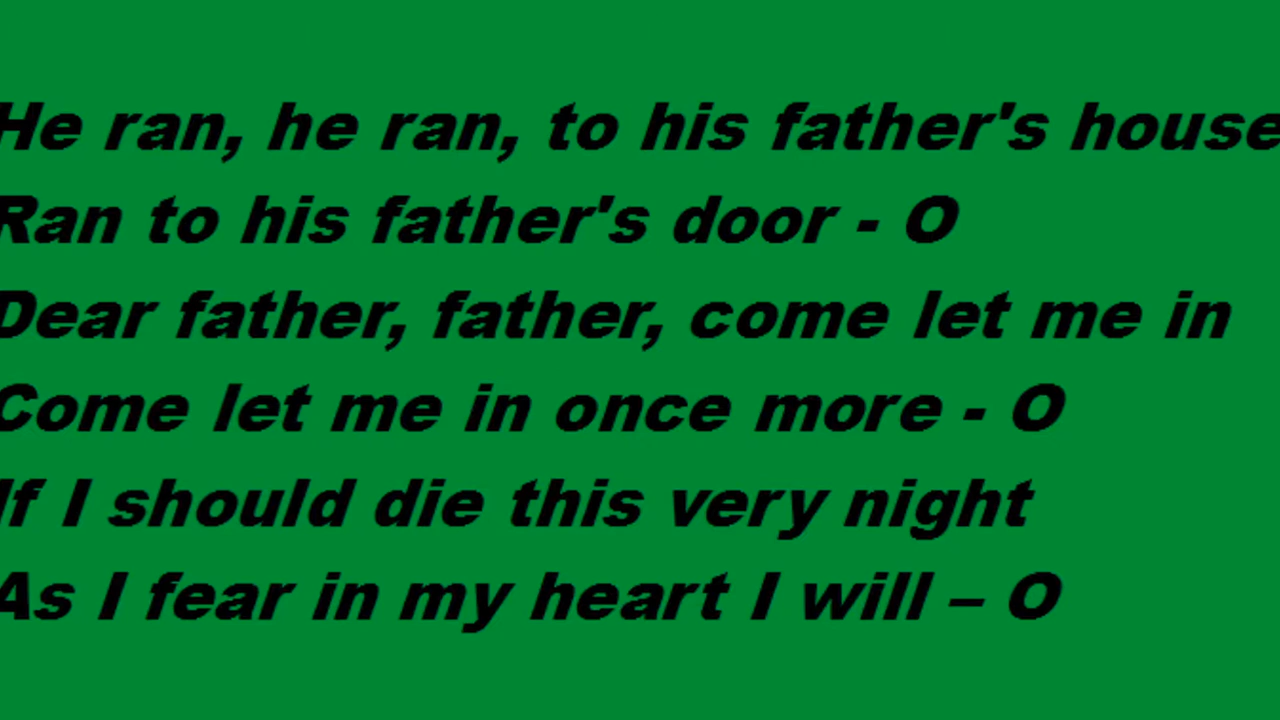 He ran, he ran, to his father's house
Ran to his father's door - O
Dear father, father, come let me in
Come let me in once more - O
If I should die this very night
As I fear in my heart I will – O